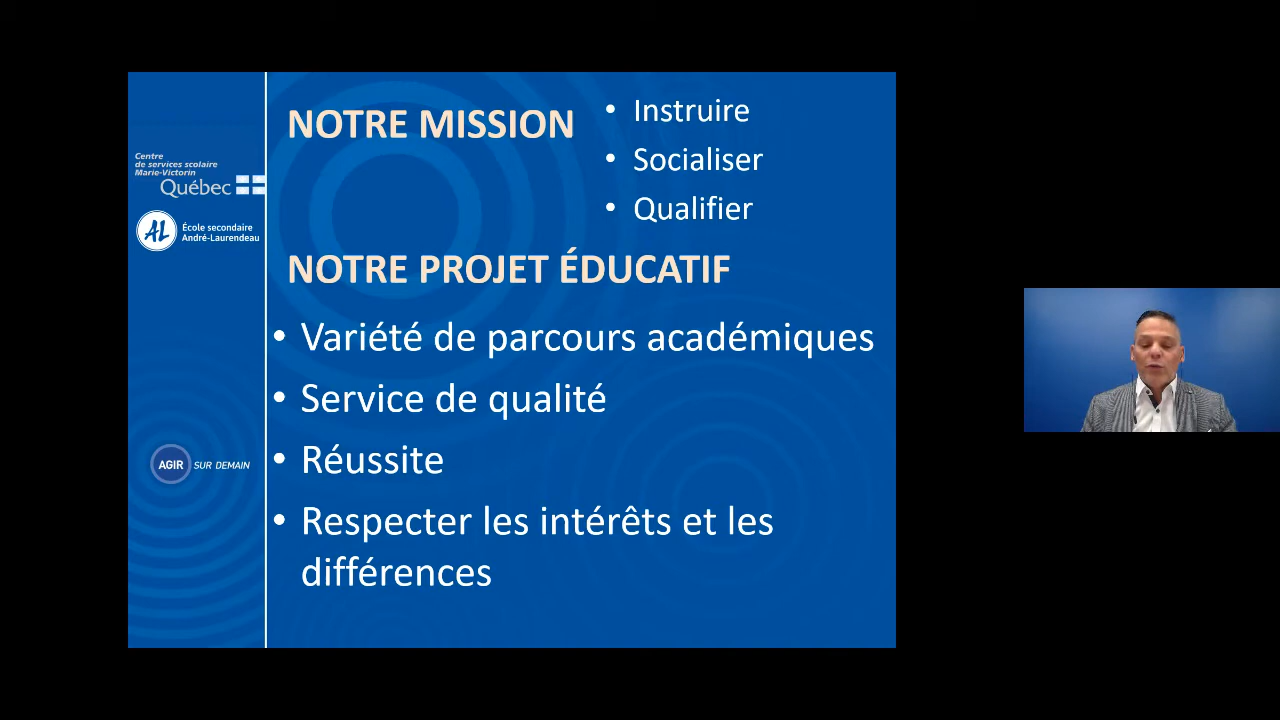 Centre
de services scolaire
Marie-Victorin
Québec
AL
École secondaire
André-Laurendeau
AGIR SUR DEMAIN
NOTRE MISSION
• Instruire
• Socialiser
• Qualifier
NOTRE PROJET ÉDUCATIF
• Variété de parcours académiques
• Service de qualité
• Réussite
• Respecter les intérêts et les
différences